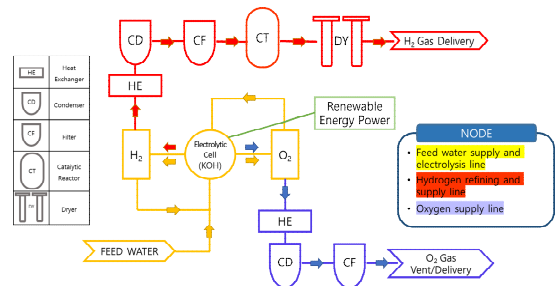 CD
CF
CT
DY
H₂ Gas Delivery
HE
HE
Heat
Exchanger
CD
Condenser
CF
Filter
CT
Catalytic
Reactor
Dryer
H₂
Electrolytic
Cell
(KOH)
O₂
Renewable
Energy Power
NODE
• Feed water supply and
electrolysis line
• Hydrogen refining and
supply line
• Oxygen supply line
FEED WATER
HE
CD
CF
O₂ Gas
Vent/Delivery